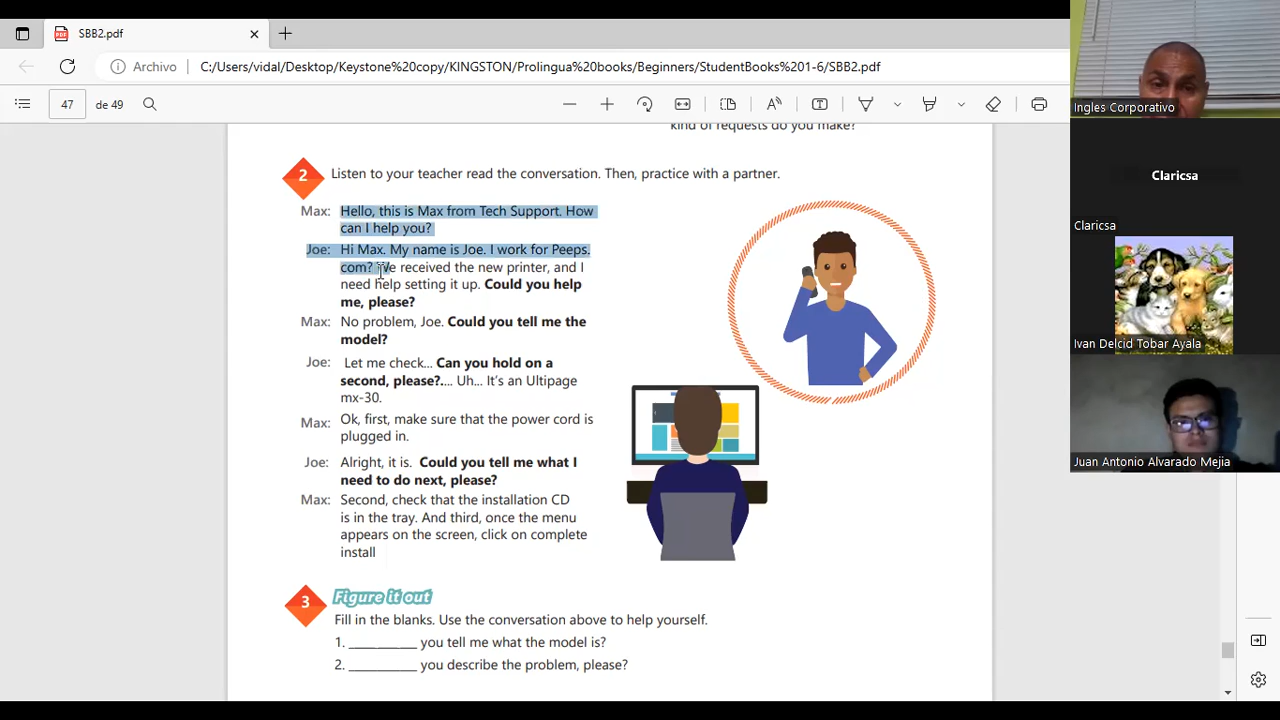 SBB2.pdf
Archivo
C:/Users/vidal/Desktop/Keystone%20copy/KINGSTON/Prolingua%20books/Beginners/StudentBooks%201-6/SBB2.pdf
47 de 49
kind of requests do you make?
2 Listen to your teacher read the conversation. Then, practice with a partner.
Max: Hello, this is Max from Tech Support. How
can I help you?
Joe: Hi Max. My name is Joe. I work for Peeps.
com? We received the new printer, and I
need help setting it up. Could you help
me, please?
Max: No problem, Joe. Could you tell me the
model?
Joe: Let me check... Can you hold on a
second, please?.... Uh... It's an Ultipage
mx-30.
Max: Ok, first, make sure that the power cord is
plugged in.
Joe: Alright, it is. Could you tell me what I
need to do next, please?
Max: Second, check that the installation CD
is in the tray. And third, once the menu
appears on the screen, click on complete
install
3 Figure it out
Fill in the blanks. Use the conversation above to help yourself.
1. __________ you tell me what the model is?
2. __________ you describe the problem, please?
Ingles Corporativo
Claricsa
Claricsa
Ivan Delcid Tobar Ayala
Juan Antonio Alvarado Mejia